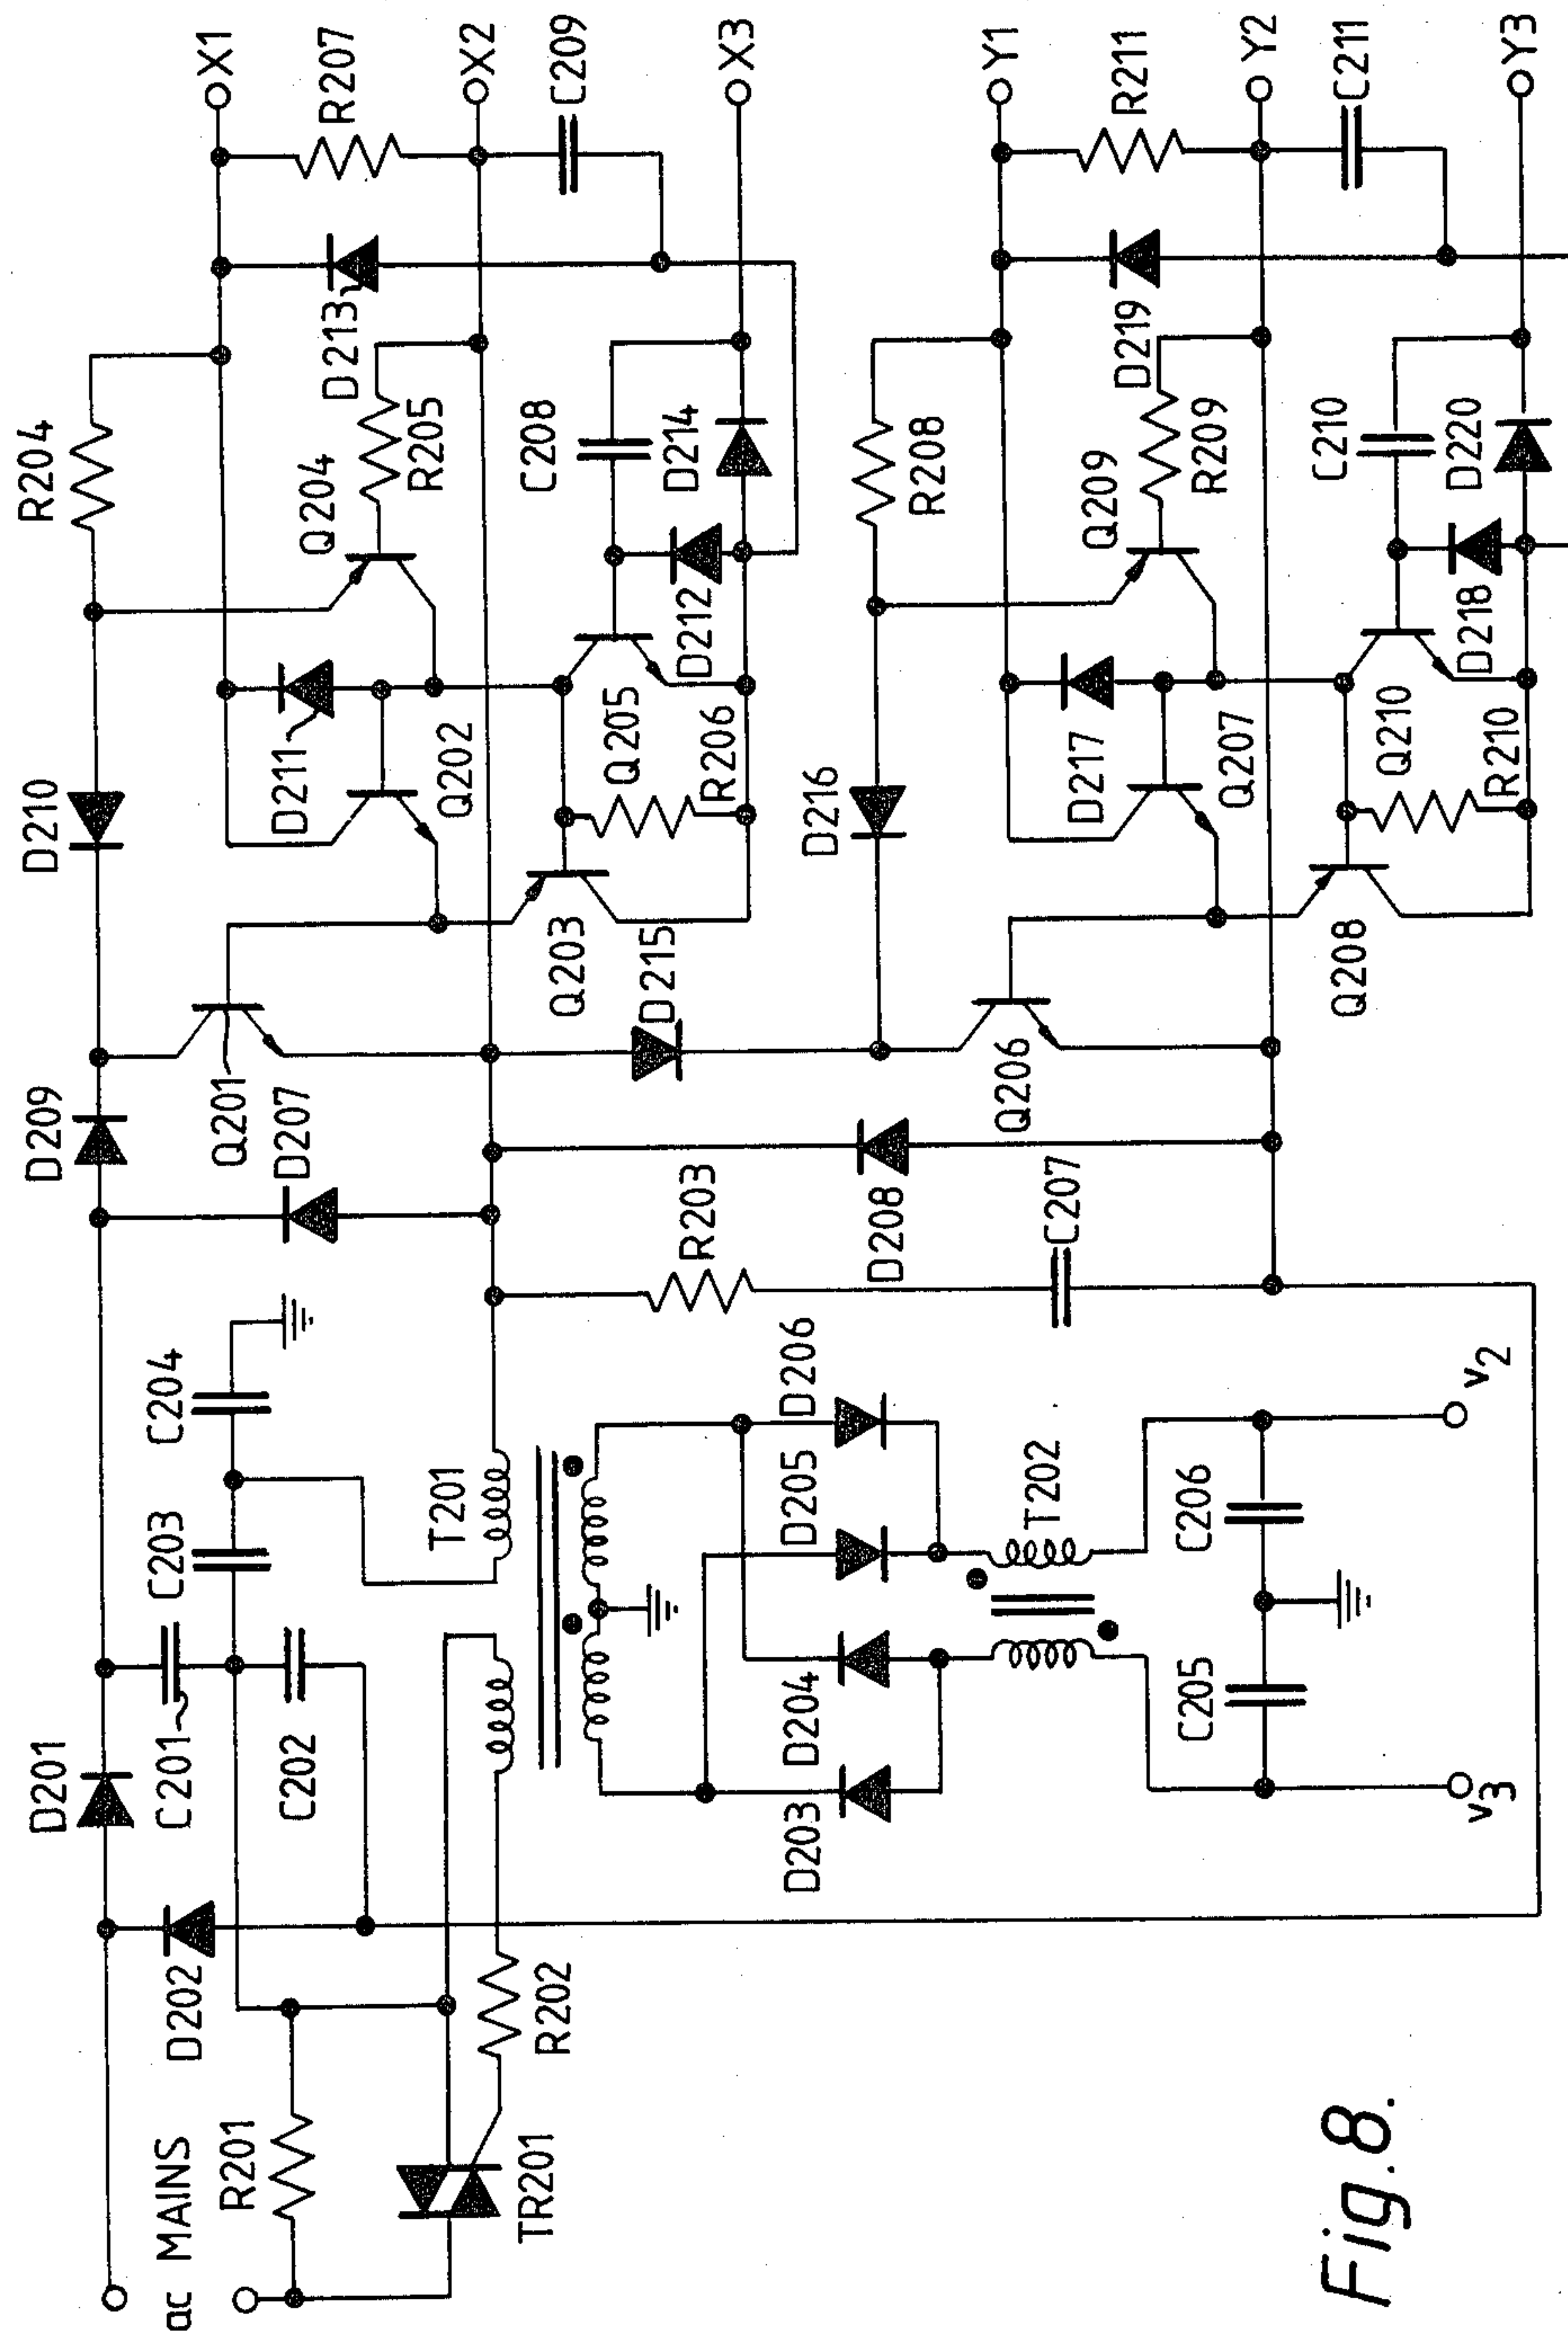 ac MAINS
D201
D209
D210
R204
X1
R207
X2
C209
X3
D202
C201
C202
C203
C204
Q201
D207
D211
Q202
Q204
D213
R205
R201
TR201
R202
T201
R203
Q203
D215
Q205
R206
D212
C208
D214
D203
D204
D205
D206
T202
C205
C206
v3
v2
D208
C207
D216
R208
Y1
R211
Y2
C211
Y3
Q206
D217
Q207
Q209
D219
R209
Q208
Q210
R210
D218
C210
D220
Fig.8.